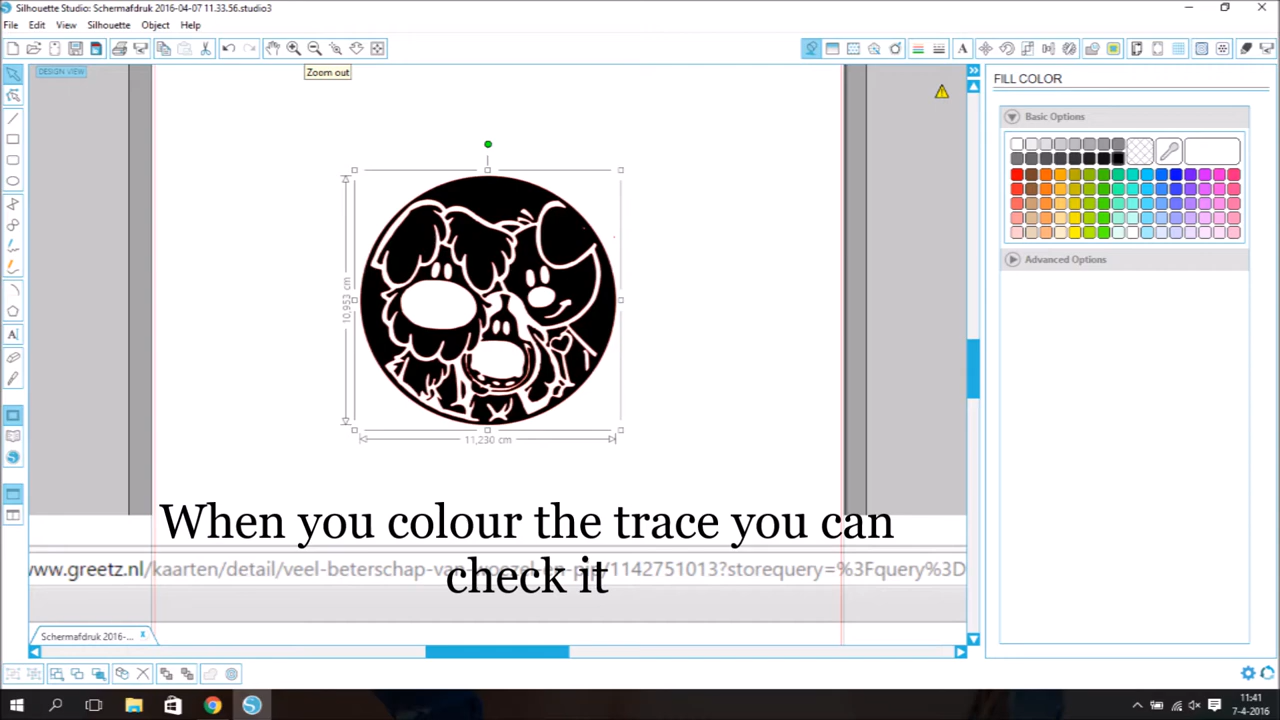 Silhouette Studio: Schermafdruk 2016-04-07 11.33.56.studio3
File Edit View Silhouette Object Help
Zoom out
DESIGN VIEW
FILL COLOR
Basic Options
Advanced Options
10,953 cm
11,230 cm
When you colour the trace you can
check it
www.greetz.nl/kaarten/detail/veel-beterschap-van-woezel-en-pip/1142751013?storequery=%3Fquery%3D
Schermafdruk 2016-...
11:41
7-4-2016